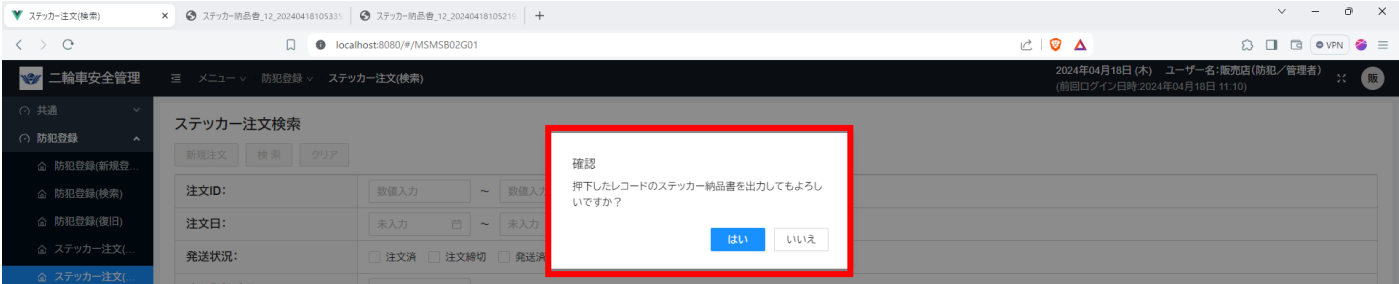 ステッカー注文(検索)
ステッカー納品書_12_20240418105335
ステッカー納品書_12_20240418105219
localhost:8080/#/MSMSB02G01
VPN
二輪車安全管理
メニュー
防犯登録
ステッカー注文(検索)
2024年04月18日 (木) ユーザー名：販売店（防犯／管理者）
(前回ログイン日時:2024年04月18日 11:10)
販
共通
防犯登録
防犯登録(新規登...
防犯登録(検索)
防犯登録(復旧)
ステッカー注文(...
ステッカー注文(...
ステッカー注文検索
新規注文 検 索 クリア
注文ID：
数値入力 ～ 数値入力
注文日：
未入力 ～ 未入力
発送状況：
注文済 注文締切 発送済
確認
押下したレコードのステッカー納品書を出力してもよろし
いですか？
はい いいえ